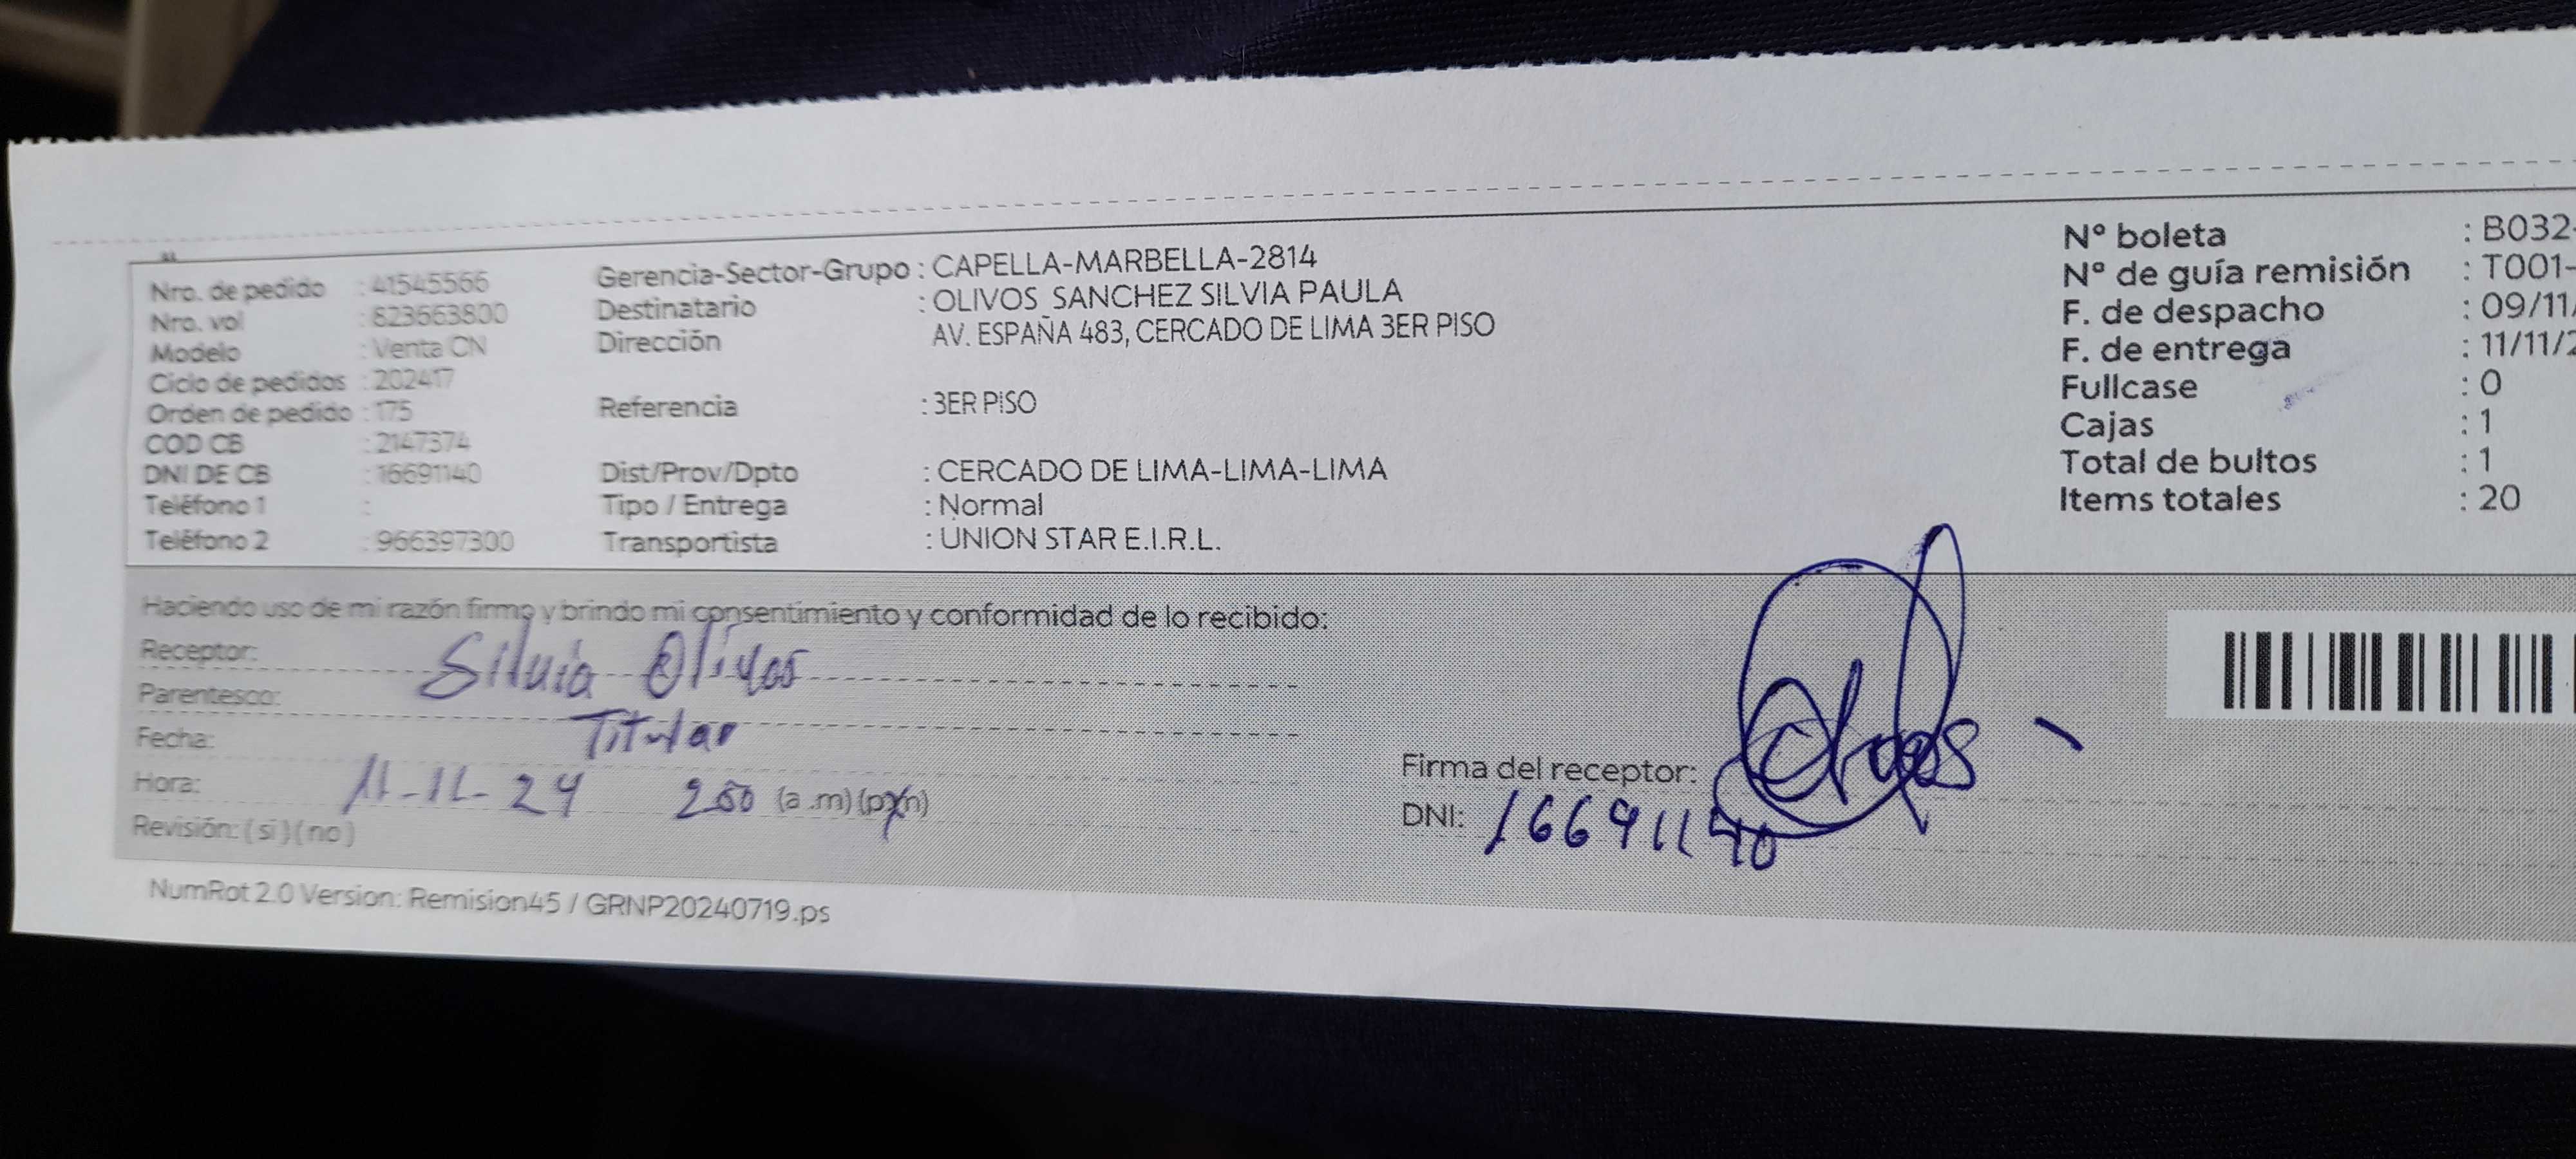 Nro. de pedido : 41545566
Nro. vol : 823663800
Modelo : Venta CN
Ciclo de pedidos : 202417
Orden de pedido : 175
COD CB : 2147374
DNI DE CB : 16691140
Teléfono 1 :
Teléfono 2 : 966397300
Gerencia-Sector-Grupo : CAPELLA-MARBELLA-2814
Destinatario : OLIVOS SANCHEZ SILVIA PAULA
Dirección AV. ESPAÑA 483, CERCADO DE LIMA 3ER PISO
Referencia : 3ER PISO
Dist/Prov/Dpto : CERCADO DE LIMA-LIMA-LIMA
Tipo / Entrega : Normal
Transportista : UNION STAR E.I.R.L.
Nº boleta : B032-
Nº de guía remisión : T001-
F. de despacho : 09/11/
F. de entrega : 11/11/2
Fullcase : 0
Cajas : 1
Total de bultos : 1
Items totales : 20
Haciendo uso de mi razón firmo y brindo mi consentimiento y conformidad de lo recibido:
Receptor: Silvia Olivos
Parentesco: Titular
Fecha: 11-11-24
Hora: 250 (a .m) (p.m)
Revisión: ( si ) ( no )
Firma del receptor: Olivos
DNI: 16691140
NumRot 2.0 Version: Remision45 / GRNP20240719.ps